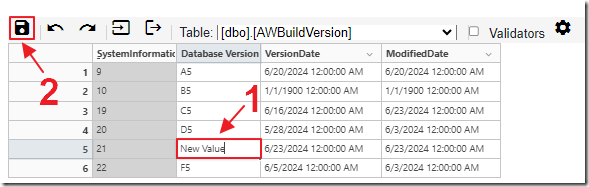 Table: [dbo].[AWBuildVersion] Validators
SystemInformatic Database Version VersionDate ModifiedDate
1 9 A5 6/20/2024 12:00:00 AM 6/20/2024 12:00:00 AM
2 10 B5 1/1/1900 12:00:00 AM 1/1/1900 12:00:00 AM
3 19 C5 6/16/2024 12:00:00 AM 6/23/2024 12:00:00 AM
4 20 D5 5/28/2024 12:00:00 AM 6/3/2024 12:00:00 AM
5 21 New Value 6/23/2024 12:00:00 AM 6/23/2024 12:00:00 AM
6 22 F5 6/5/2024 12:00:00 AM 6/3/2024 12:00:00 AM
1
2